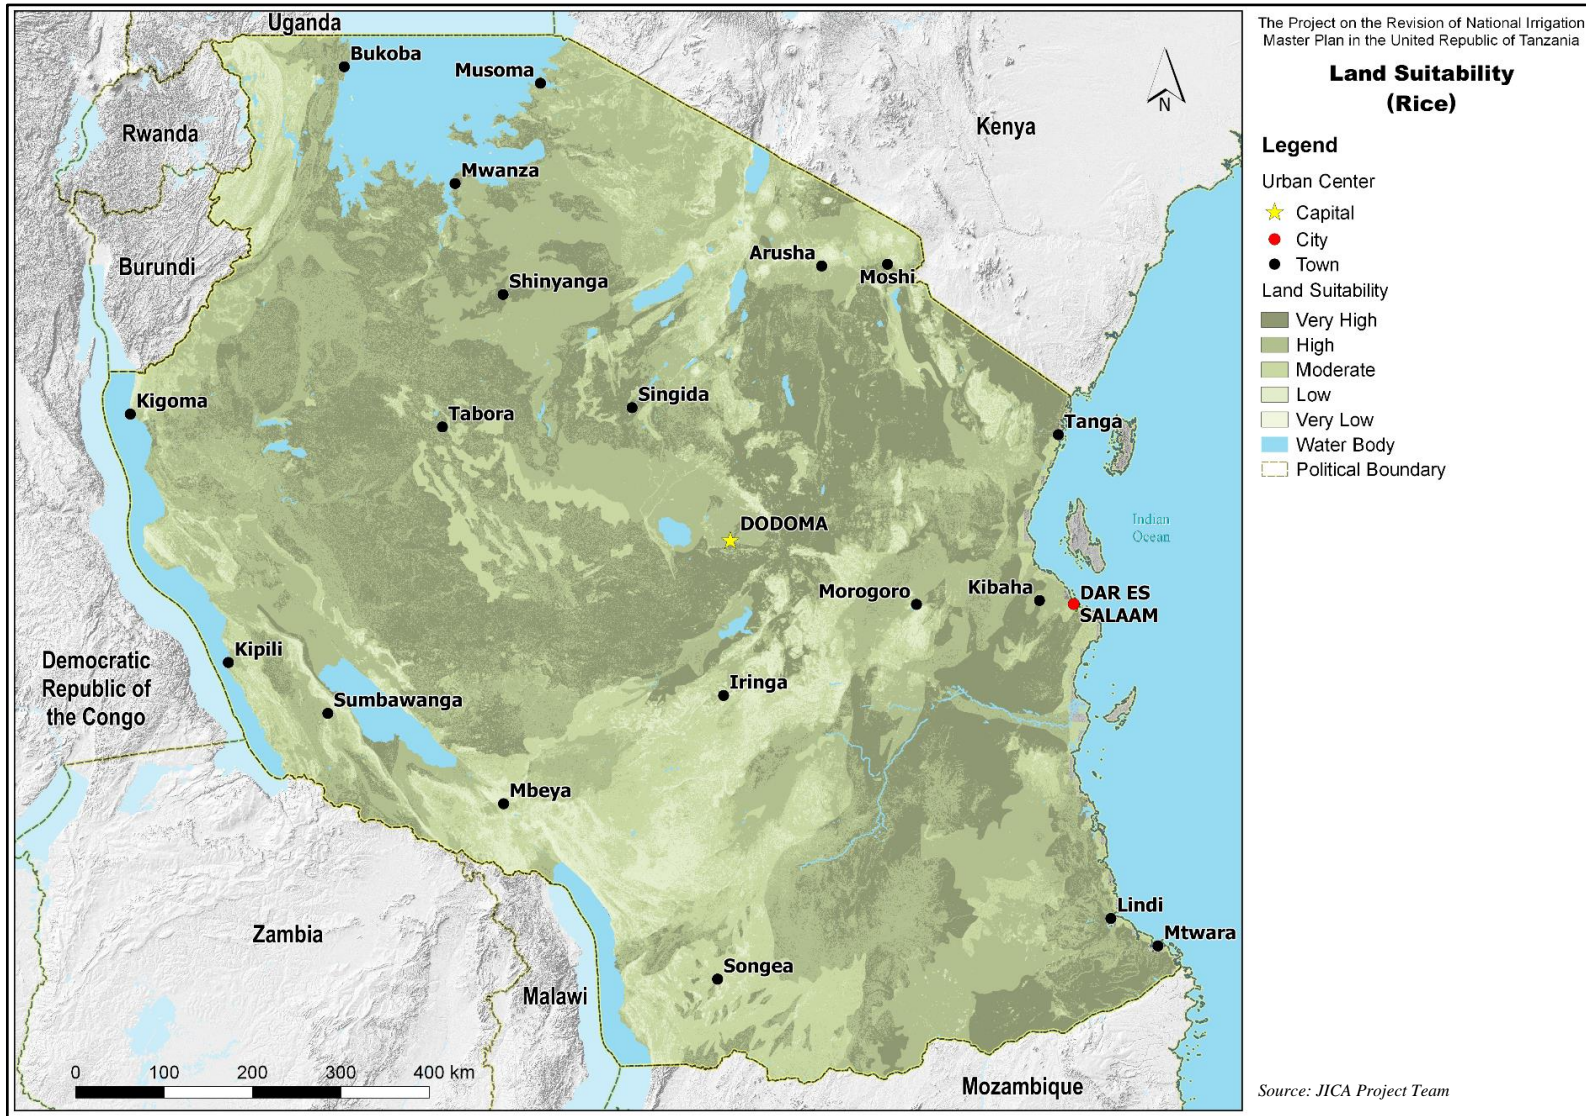 The Project on the Revision of National Irrigation
Master Plan in the United Republic of Tanzania
Land Suitability
(Rice)
Legend
Urban Center
Capital
City
Town
Land Suitability
Very High
High
Moderate
Low
Very Low
Water Body
Political Boundary
Source: JICA Project Team
Uganda
Bukoba
Musoma
N
Rwanda
Kenya
Mwanza
Burundi
Arusha
Moshi
Shinyanga
Kigoma
Tabora
Singida
Tanga
DODOMA
Indian
Ocean
Morogoro
Kibaha
DAR ES
SALAAM
Kipili
Democratic
Republic of
the Congo
Iringa
Sumbawanga
Mbeya
Lindi
Mtwara
Zambia
Songea
Malawi
Mozambique
0 100 200 300 400 km